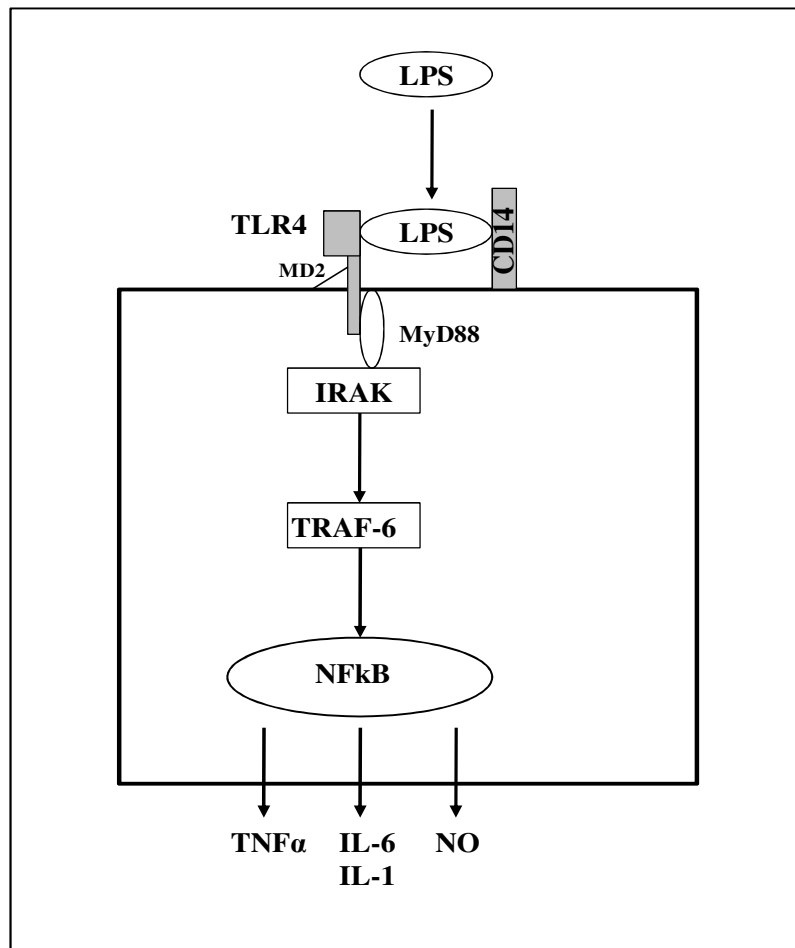 LPS
TLR4
LPS
CD14
MD2
MyD88
IRAK
TRAF-6
NFkB
TNFα IL-6 NO
IL-1